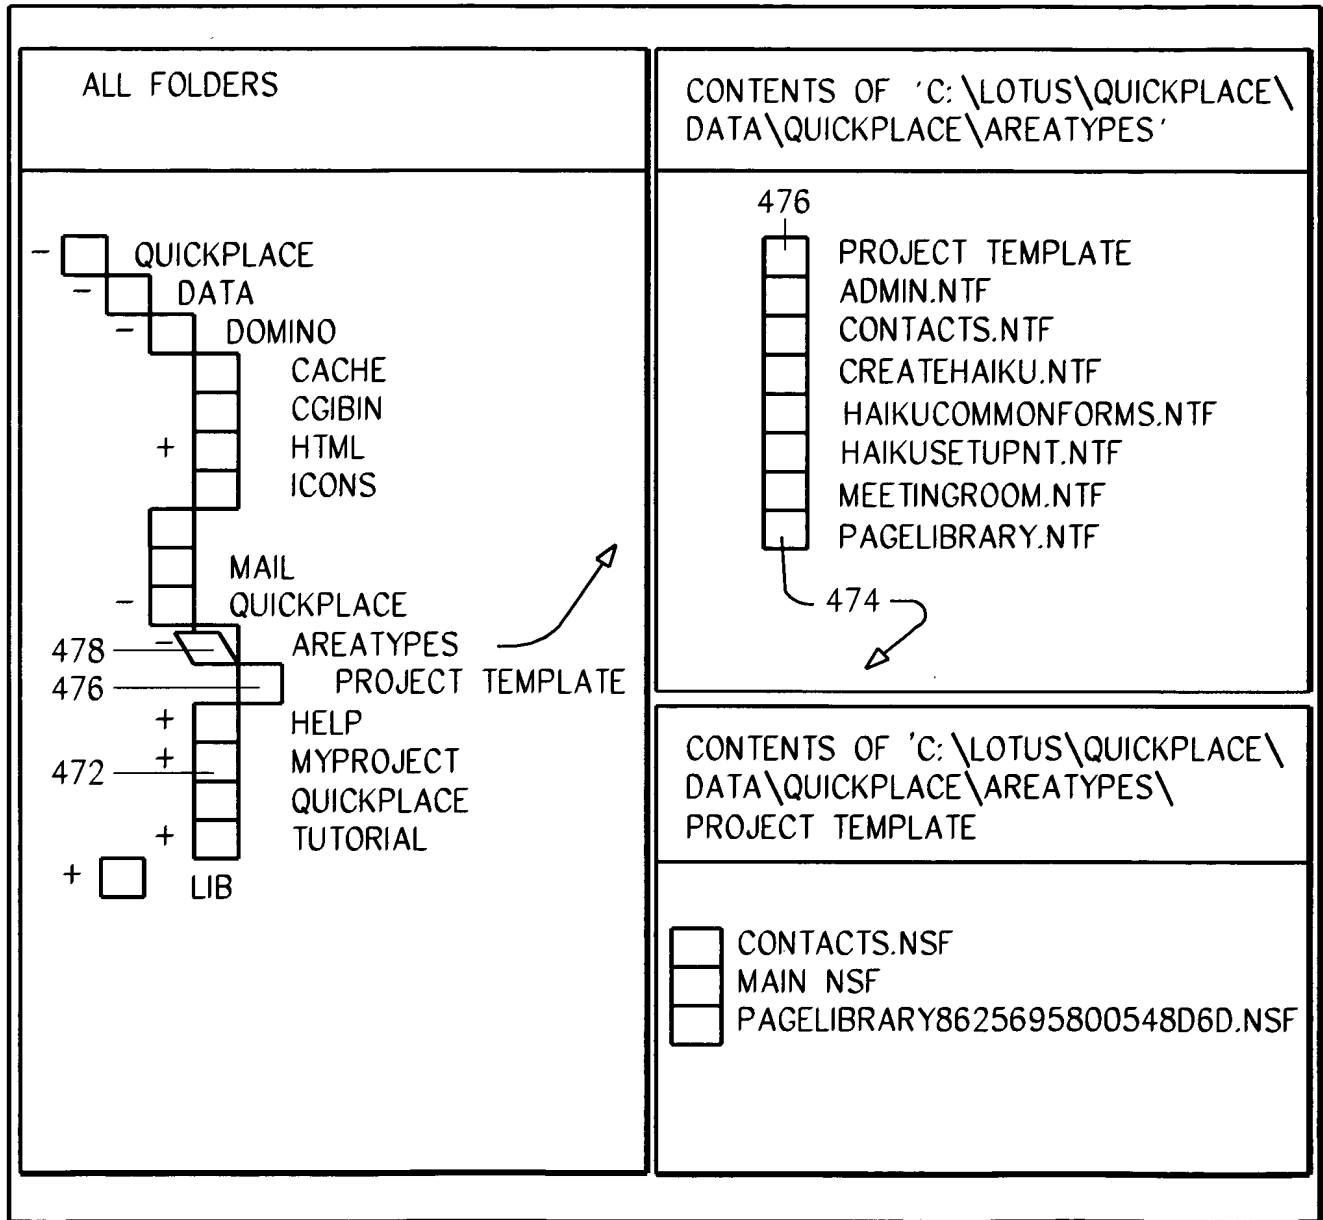 ALL FOLDERS
- QUICKPLACE
- DATA
- DOMINO
CACHE
CGIBIN
+ HTML
ICONS
MAIL
- QUICKPLACE
478 - AREATYPES
476 PROJECT TEMPLATE
+ HELP
472 + MYPROJECT
QUICKPLACE
+ TUTORIAL
+ LIB
CONTENTS OF 'C:\LOTUS\QUICKPLACE\
DATA\QUICKPLACE\AREATYPES'
476
PROJECT TEMPLATE
ADMIN.NTF
CONTACTS.NTF
CREATEHAIKU.NTF
HAIKUCOMMONFORMS.NTF
HAIKUSETUPNT.NTF
MEETINGROOM.NTF
PAGELIBRARY.NTF
474
CONTENTS OF 'C:\LOTUS\QUICKPLACE\
DATA\QUICKPLACE\AREATYPES\
PROJECT TEMPLATE
CONTACTS.NSF
MAIN NSF
PAGELIBRARY8625695800548D6D.NSF